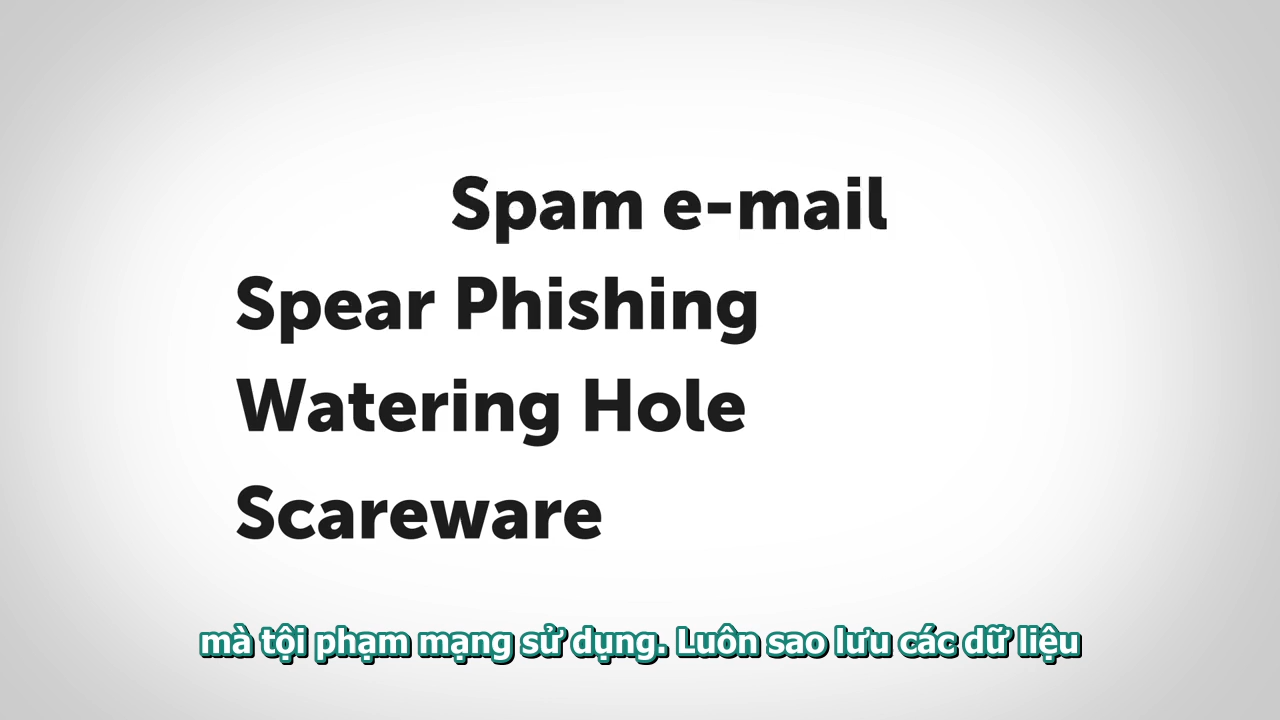 Spam e-mail
Spear Phishing
Watering Hole
Scareware
mà tội phạm mạng sử dụng. Luôn sao lưu các dữ liệu